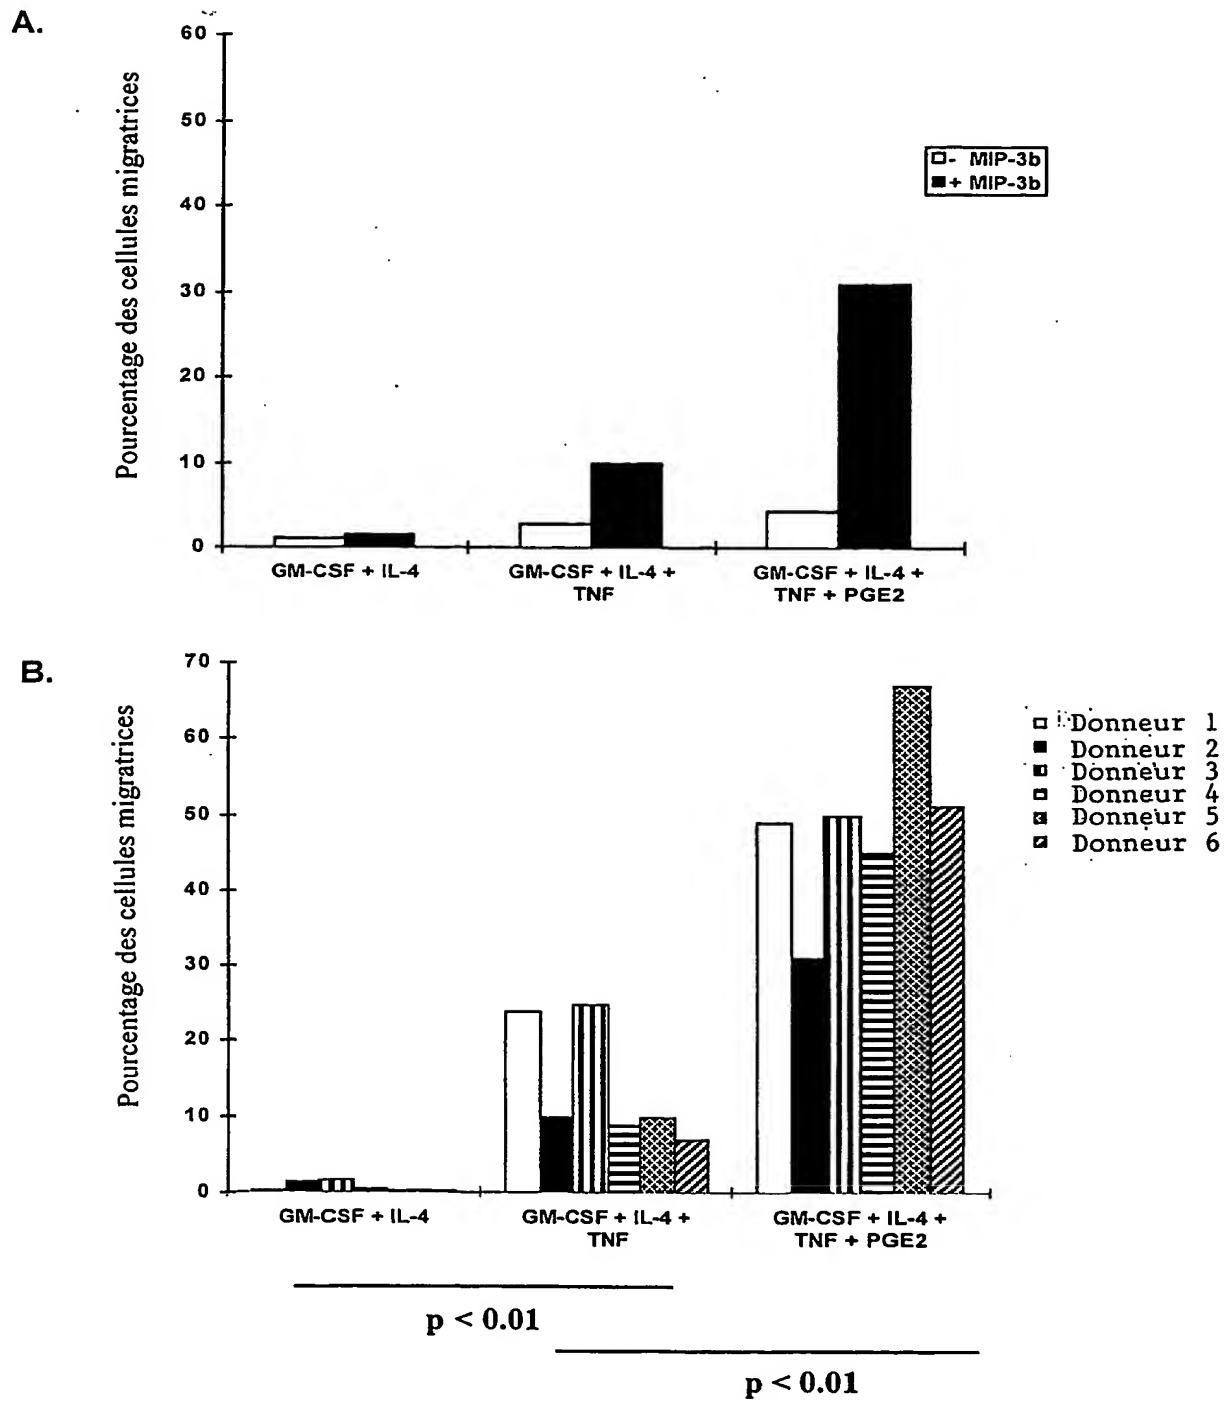 A.
Pourcentage des cellules migratrices
60
50
40
30
20
10
0
- MIP-3b
+ MIP-3b
GM-CSF + IL-4
GM-CSF + IL-4 +
TNF
GM-CSF + IL-4 +
TNF + PGE2
B.
Pourcentage des cellules migratrices
70
60
50
40
30
20
10
0
Donneur 1
Donneur 2
Donneur 3
Donneur 4
Donneur 5
Donneur 6
GM-CSF + IL-4
GM-CSF + IL-4 +
TNF
GM-CSF + IL-4 +
TNF + PGE2
p < 0.01
p < 0.01